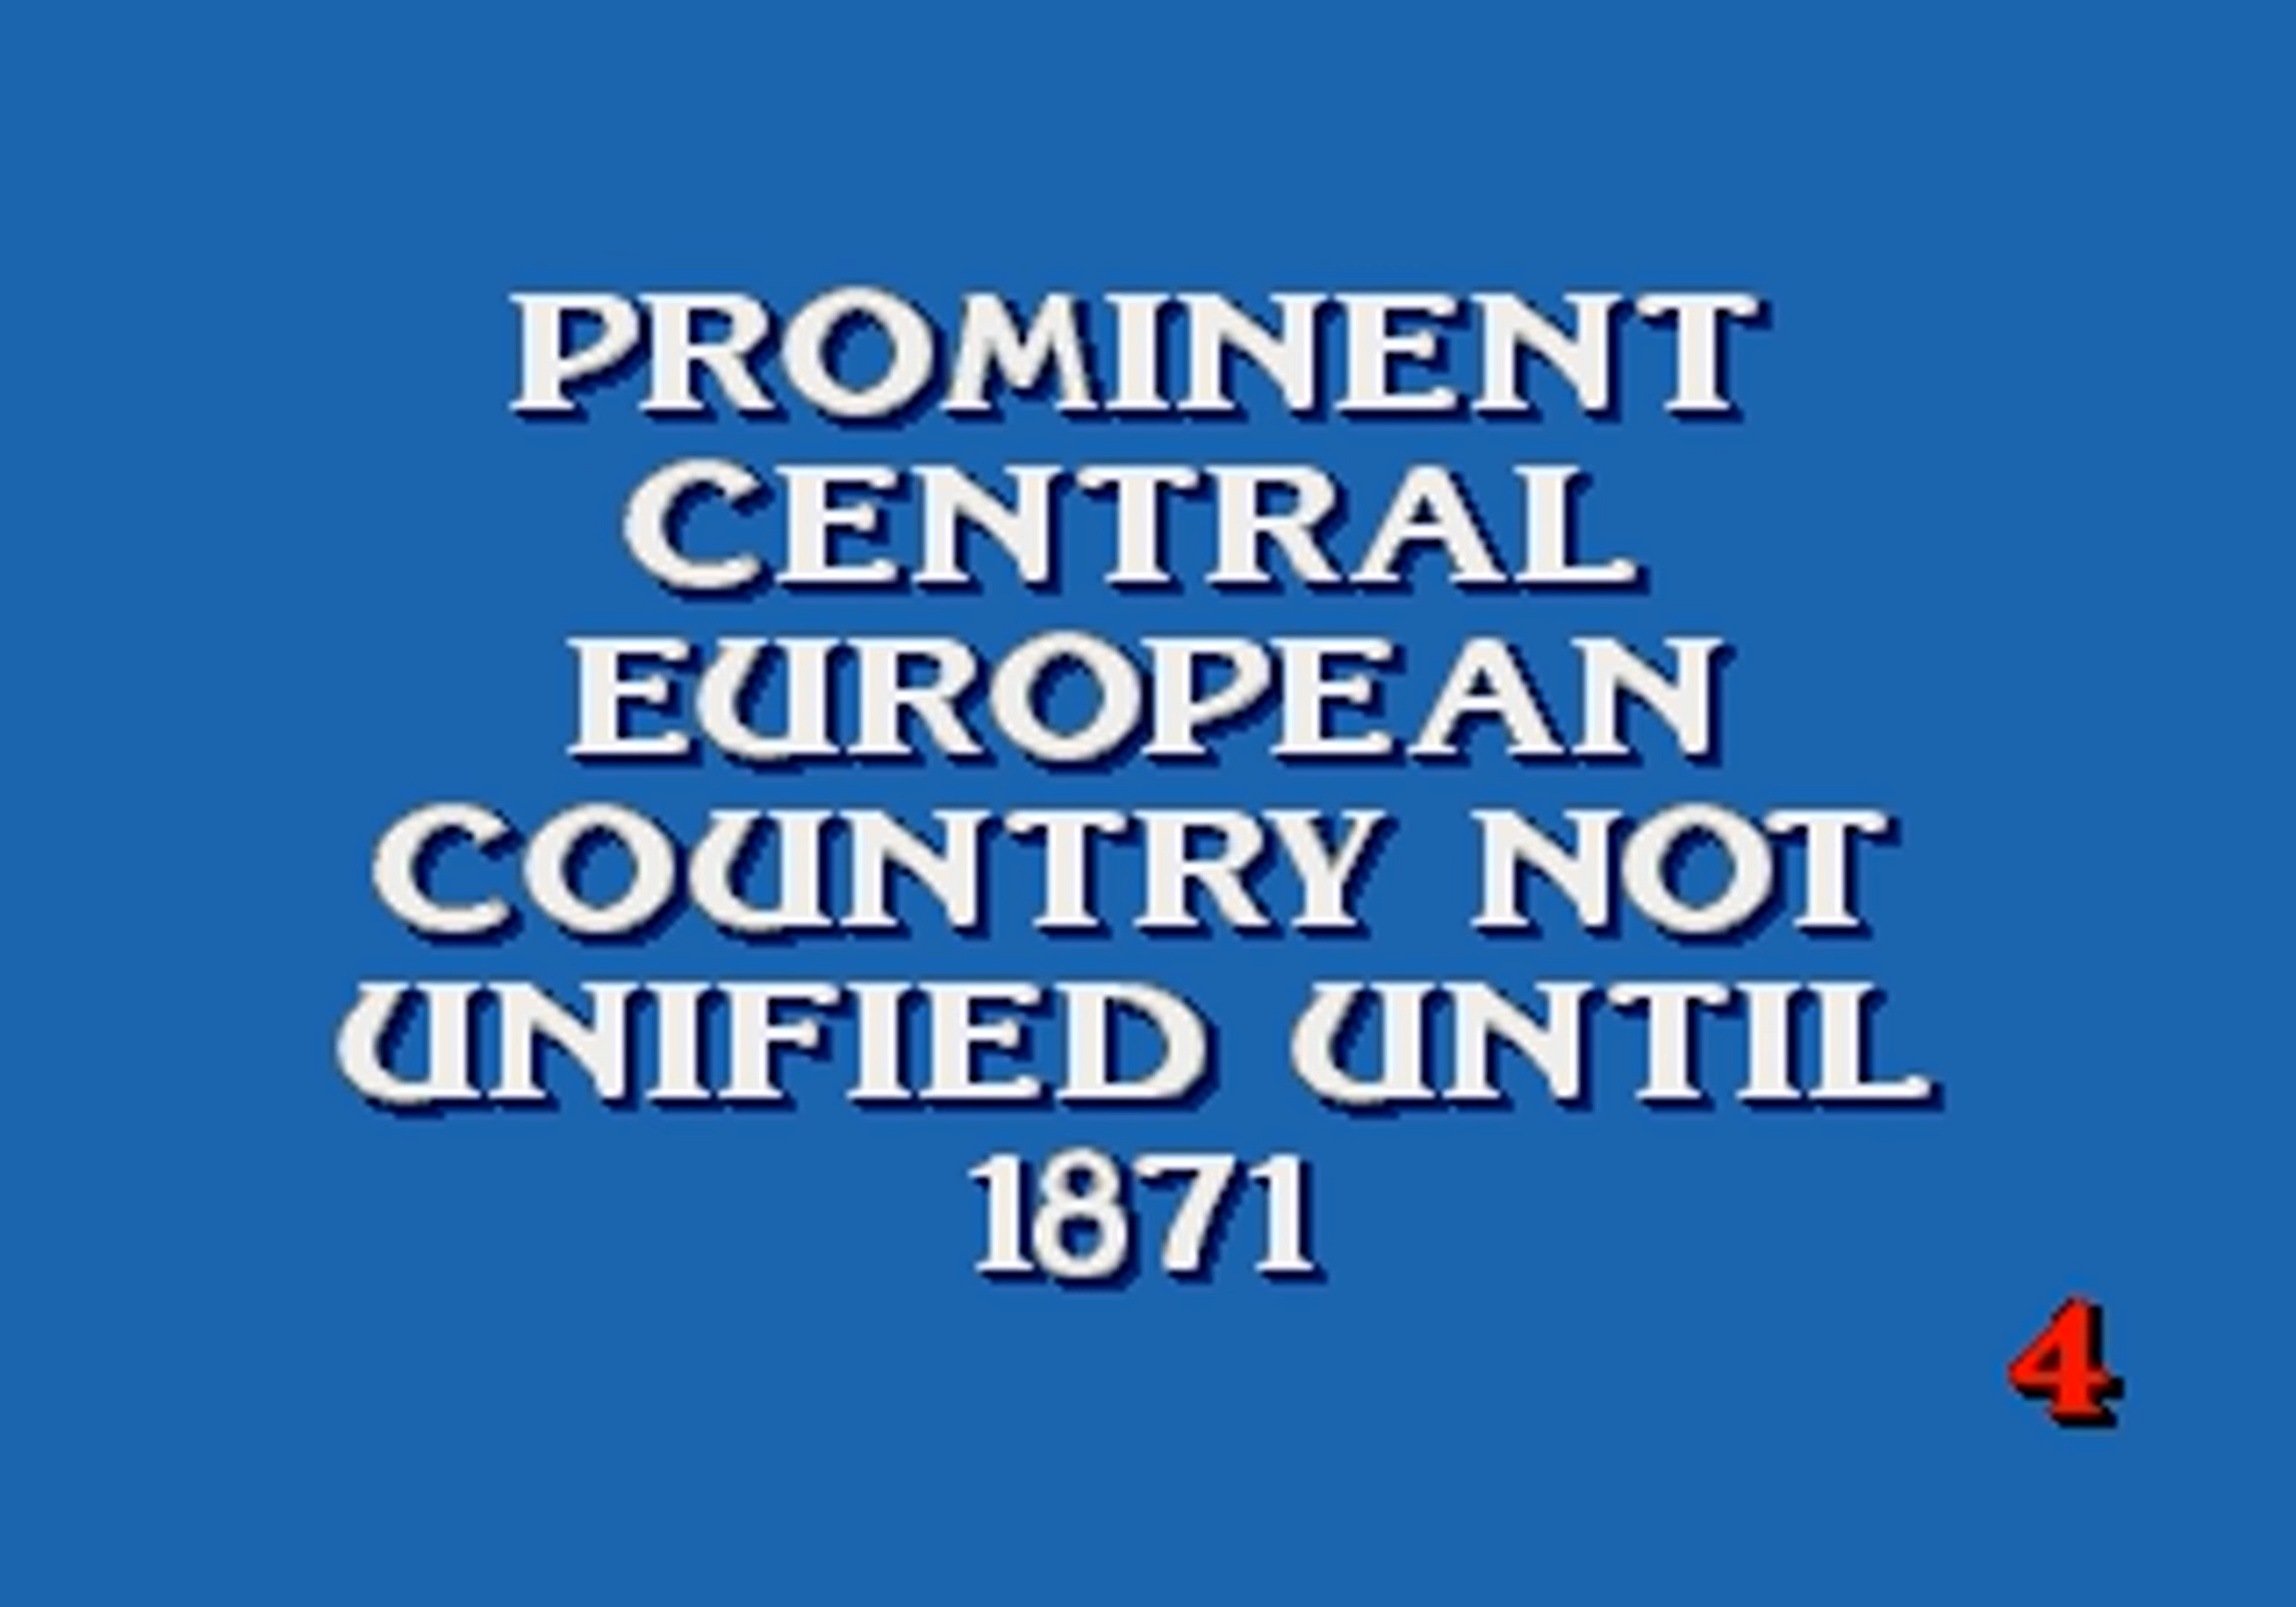 PROMINENT
CENTRAL
EUROPEAN
COUNTRY NOT
UNIFIED UNTIL
1871
4